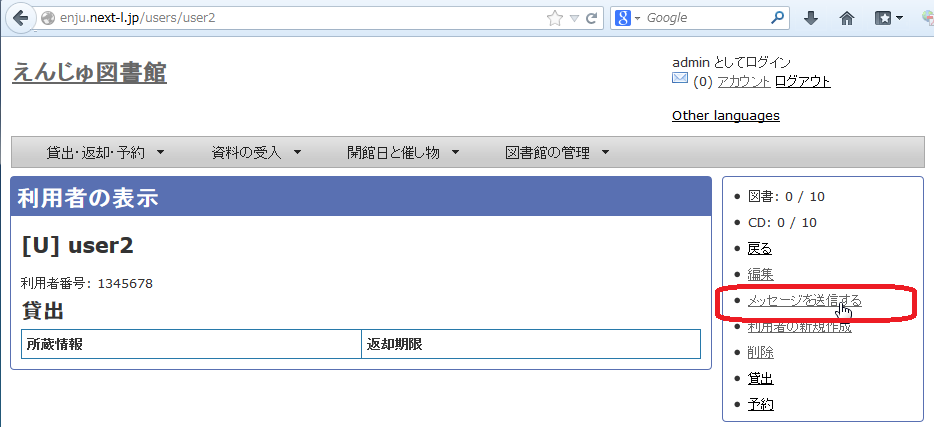 enju.next-l.jp/users/user2
Google
えんじゅ図書館
admin としてログイン
(0) アカウント ログアウト
Other languages
貸出・返却・予約 資料の受入 開館日と催し物 図書館の管理
利用者の表示
[U] user2
利用者番号: 1345678
貸出
所蔵情報 返却期限
図書: 0 / 10
CD: 0 / 10
戻る
編集
メッセージを送信する
利用者の新規作成
削除
貸出
予約